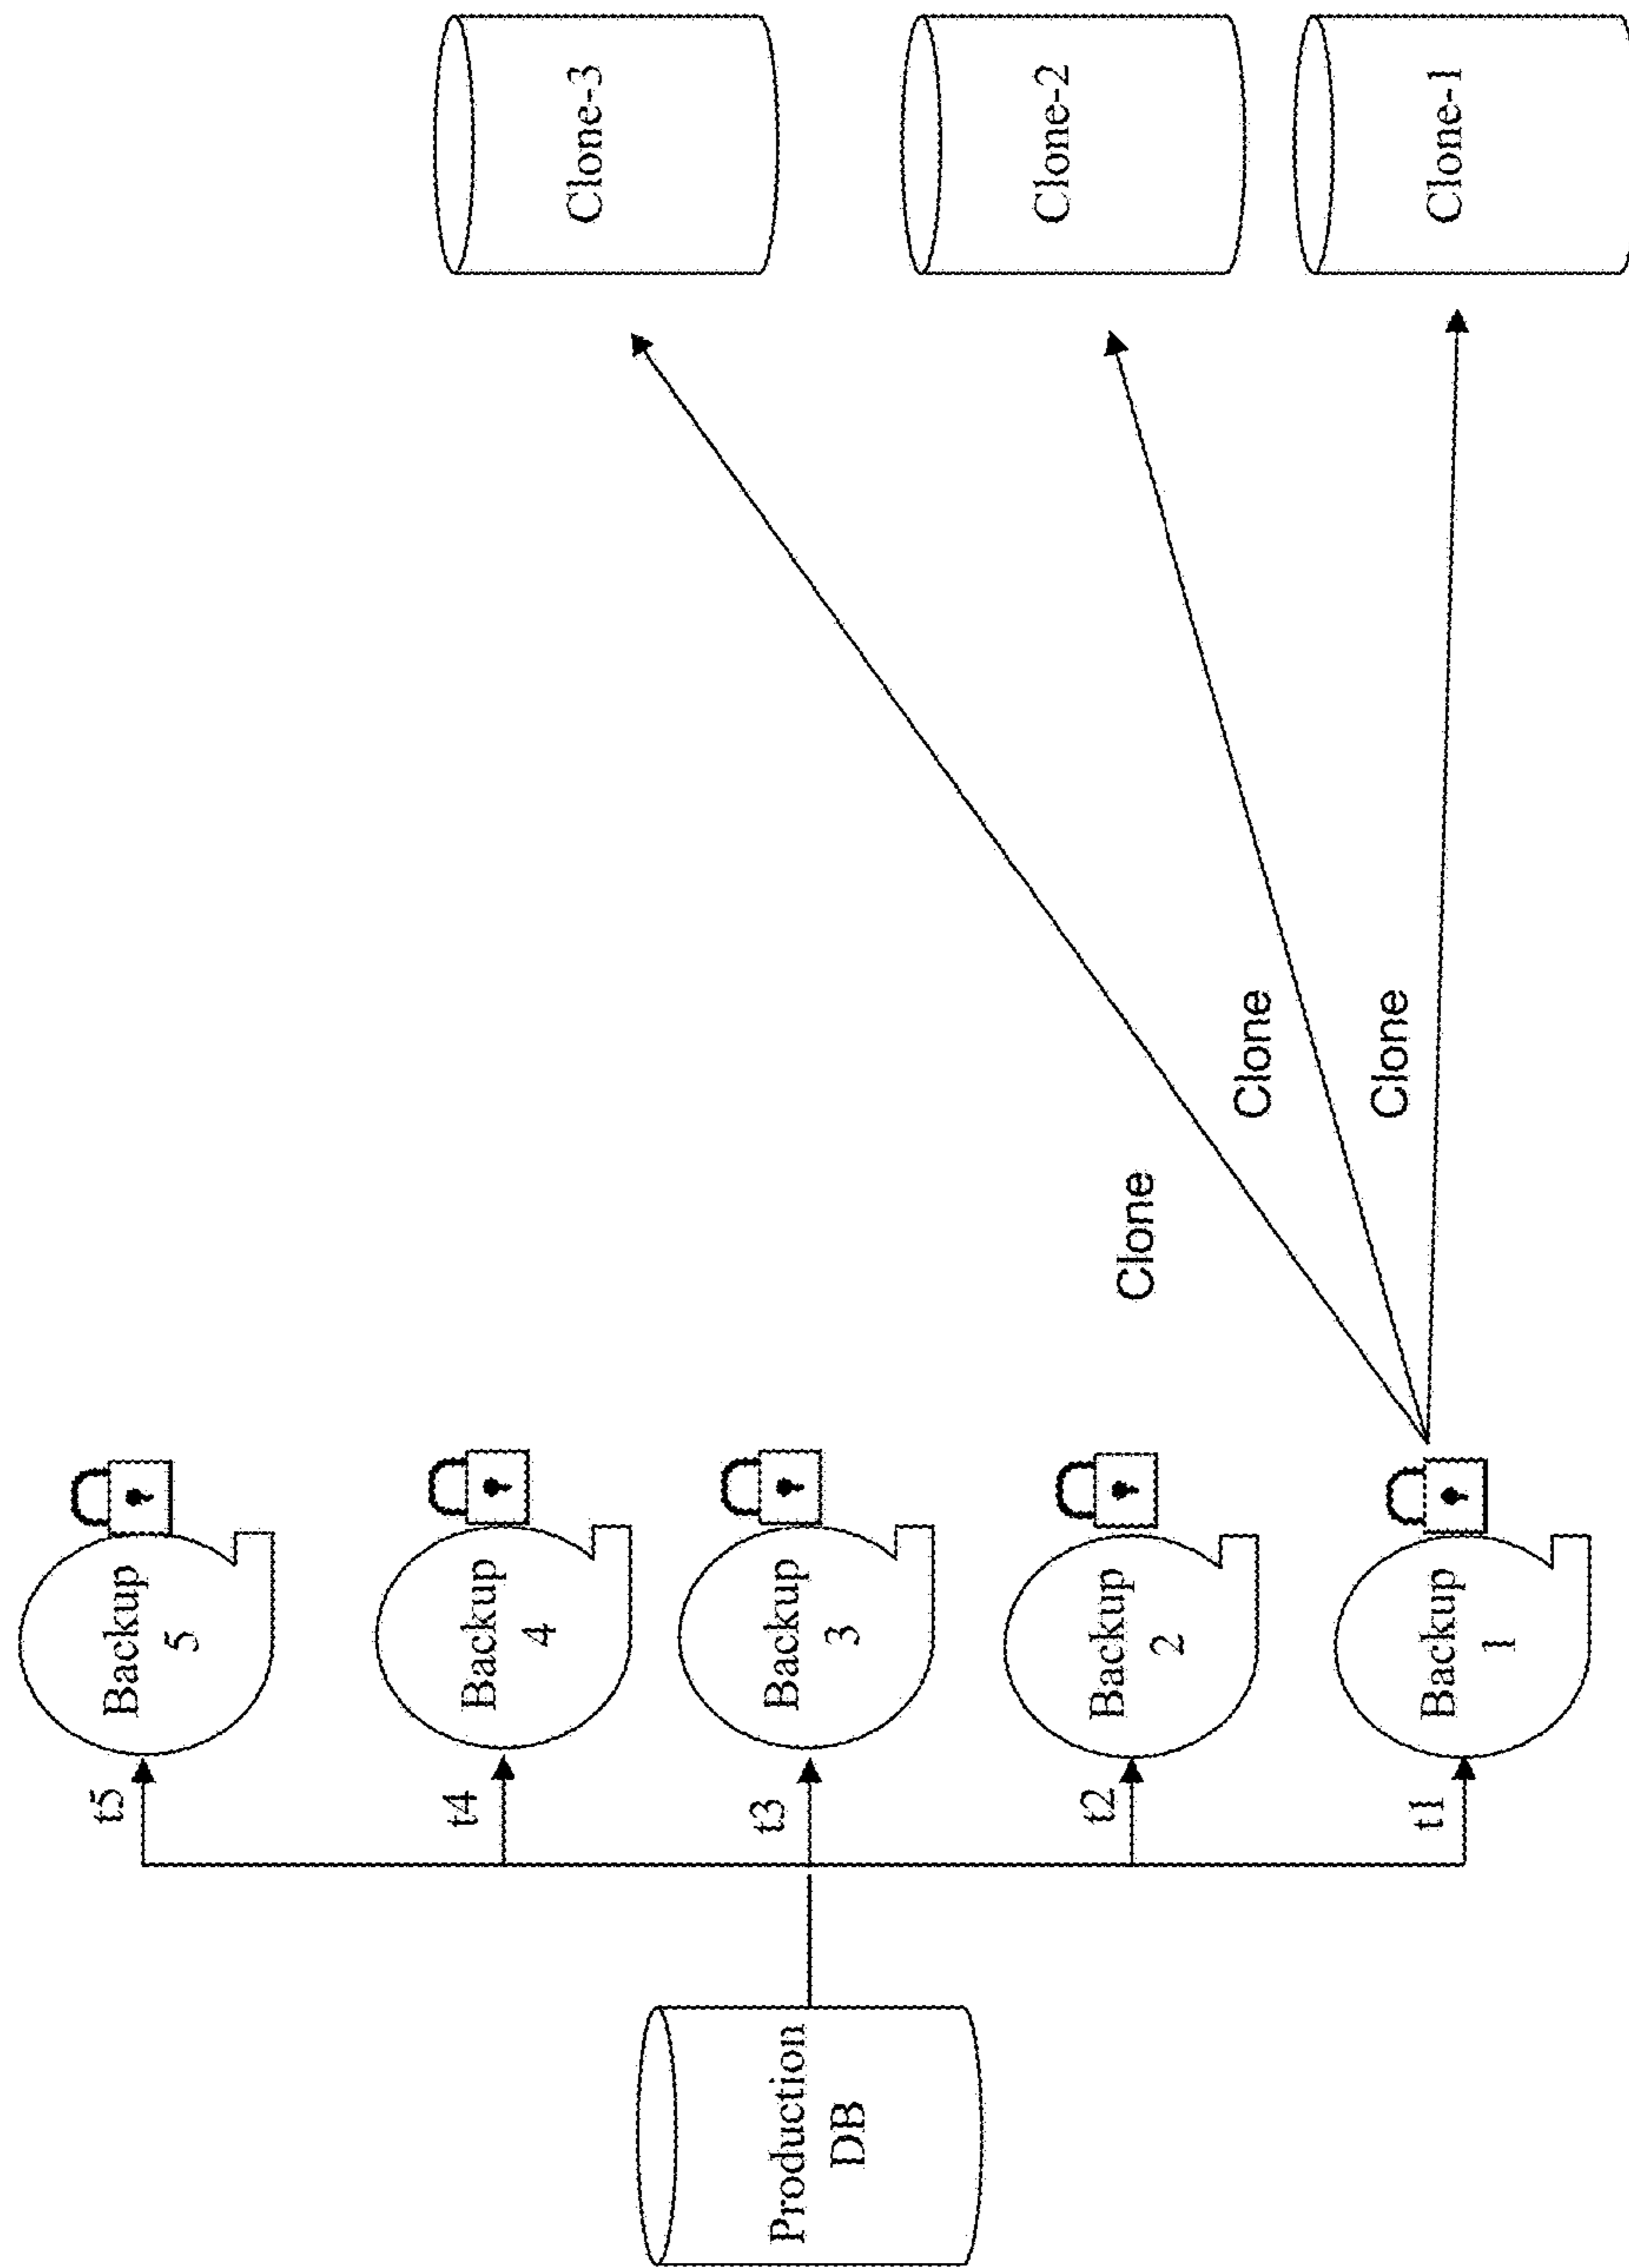 Production
DB
t5
Backup
5
t4
Backup
4
t3
Backup
3
t2
Backup
2
t1
Backup
1
Clone
Clone
Clone
Clone-3
Clone-2
Clone-1